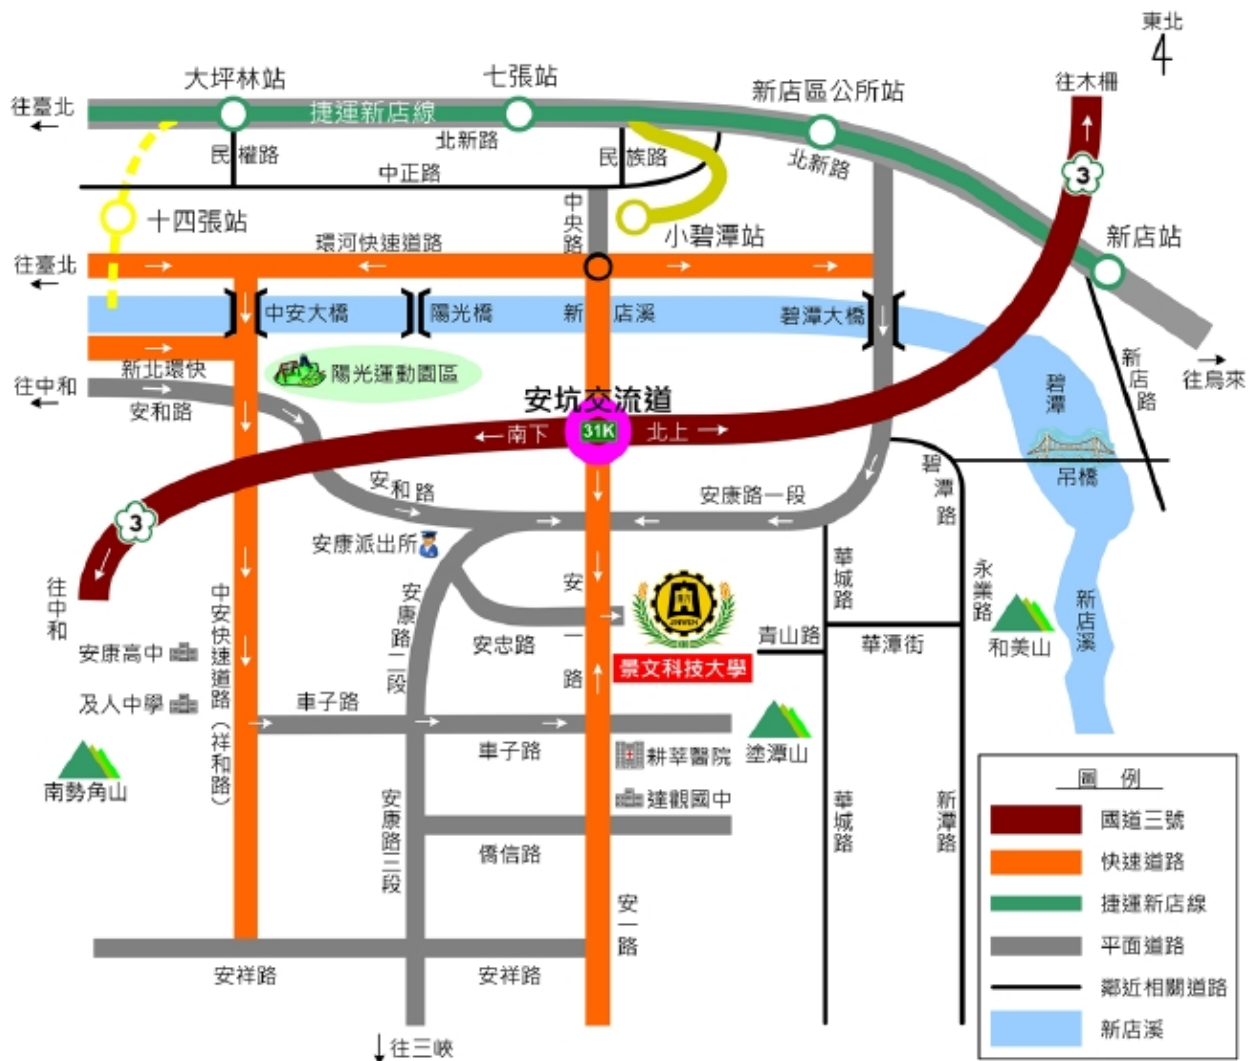 東北
4
大坪林站
七張站
新店區公所站
往木柵
往臺北
捷運新店線
北新路
民權路
民族路
北新路
中正路
3
十四張站
中央路
小碧潭站
新店站
環河快速道路
往臺北
中安大橋
陽光橋
新店溪
碧潭大橋
新北環快
陽光運動園區
碧潭
新店路
往烏來
往中和
安和路
安坑交流道
南下
31K
北上
吊橋
安和路
安康路一段
碧潭路
3
安康派出所
往中和
中安快速道路（祥和路）
安康路二段
安一路
JINWEN
華城路
永業路
新店溪
安康高中
安忠路
景文科技大學
青山路
華潭街
和美山
及人中學
車子路
車子路
耕莘醫院
塗潭山
南勢角山
達觀國中
安康路三段
華城路
新潭路
僑信路
安一路
安祥路
安祥路
往三峽
圖例
國道三號
快速道路
捷運新店線
平面道路
鄰近相關道路
新店溪